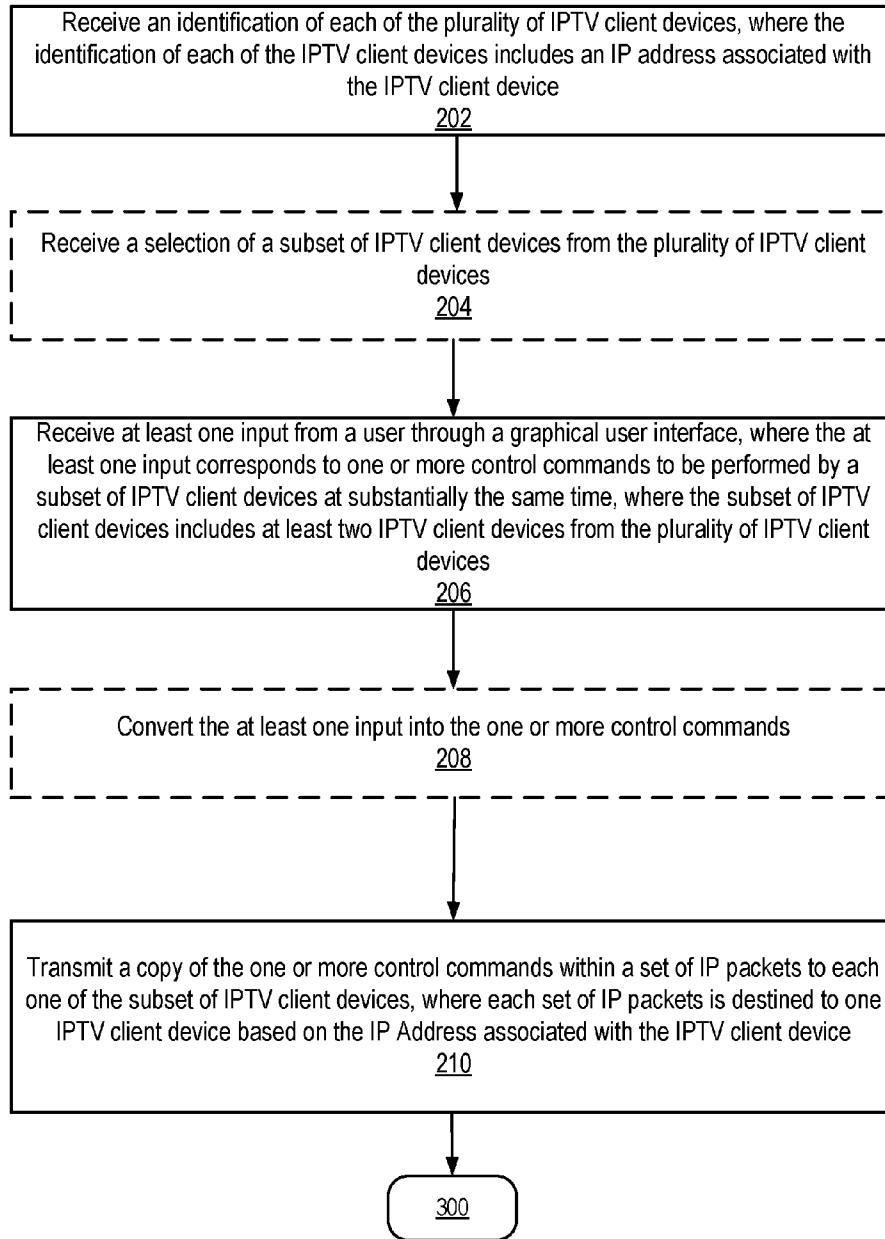 Receive an identification of each of the plurality of IPTV client devices, where the
identification of each of the IPTV client devices includes an IP address associated with
the IPTV client device
202
Receive a selection of a subset of IPTV client devices from the plurality of IPTV client
devices
204
Receive at least one input from a user through a graphical user interface, where the at
least one input corresponds to one or more control commands to be performed by a
subset of IPTV client devices at substantially the same time, where the subset of IPTV
client devices includes at least two IPTV client devices from the plurality of IPTV client
devices
206
Convert the at least one input into the one or more control commands
208
Transmit a copy of the one or more control commands within a set of IP packets to each
one of the subset of IPTV client devices, where each set of IP packets is destined to one
IPTV client device based on the IP Address associated with the IPTV client device
210
300